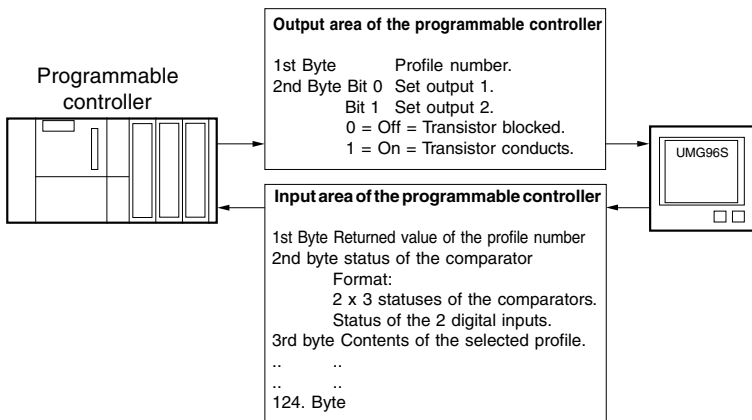 Output area of the programmable controller
1st Byte Profile number.
2nd Byte Bit 0 Set output 1.
Bit 1 Set output 2.
0 = Off = Transistor blocked.
1 = On = Transistor conducts.
Programmable
controller
UMG96S
Input area of the programmable controller
1st Byte Returned value of the profile number
2nd byte status of the comparator
Format:
2 x 3 statuses of the comparators.
Status of the 2 digital inputs.
3rd byte Contents of the selected profile.
.. ..
.. ..
124. Byte